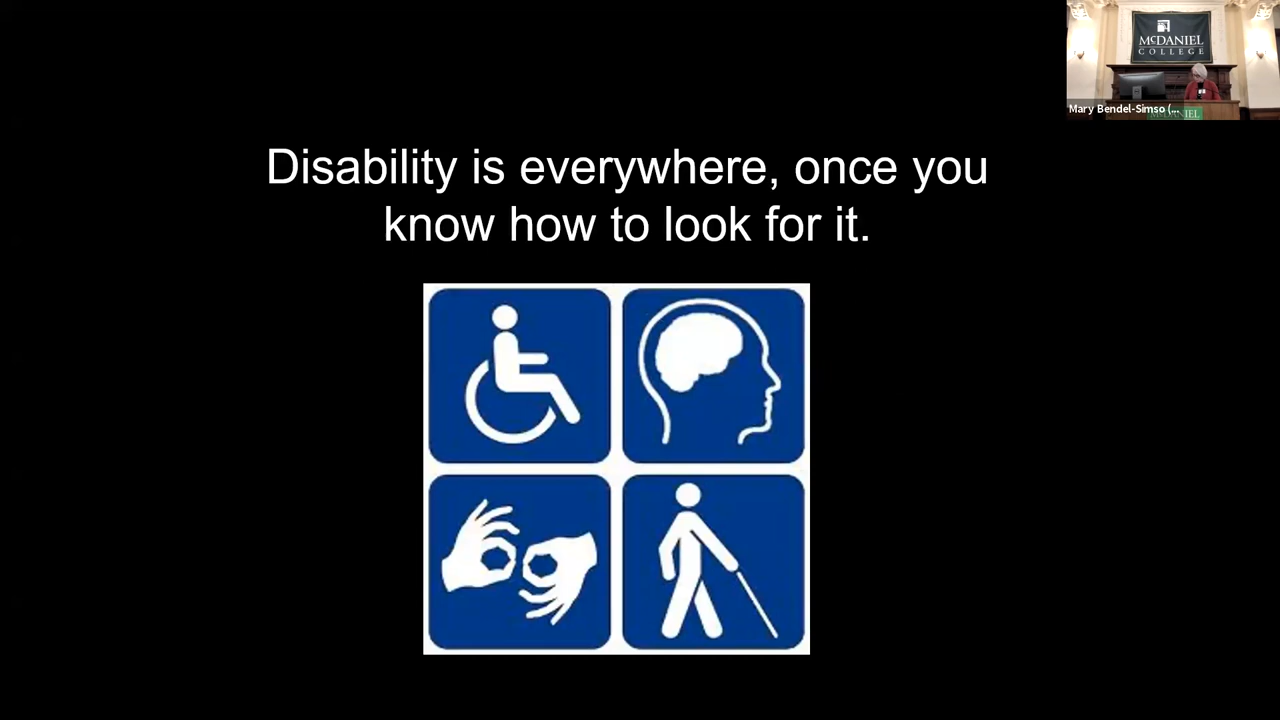 Disability is everywhere, once you
know how to look for it.
McDANIEL
COLLEGE
Mary Bendel-Simso (...